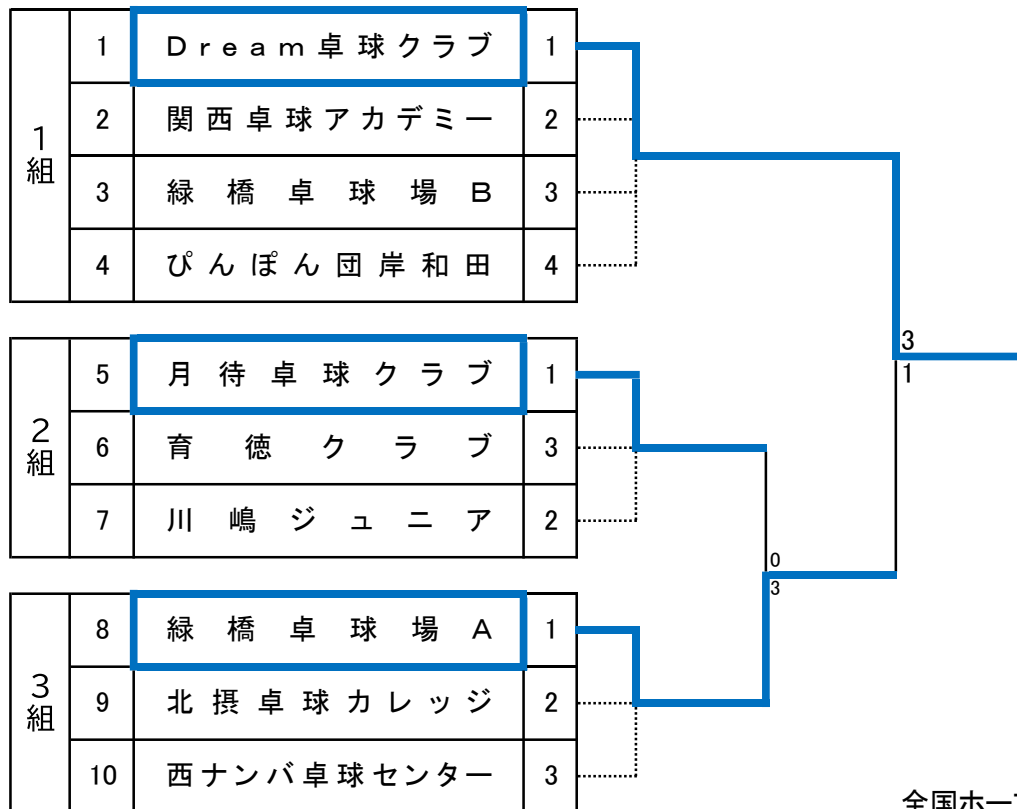 1組
1 Dream卓球クラブ 1
2 関西卓球アカデミー 2
3 緑橋卓球場B 3
4 ぴんぽん団岸和田 4
2組
5 月待卓球クラブ 1
6 育徳クラブ 3
7 川嶋ジュニア 2
3組
8 緑橋卓球場A 1
9 北摂卓球カレッジ 2
10 西ナンバ卓球センター 3
3
1
0
3
全国ホー